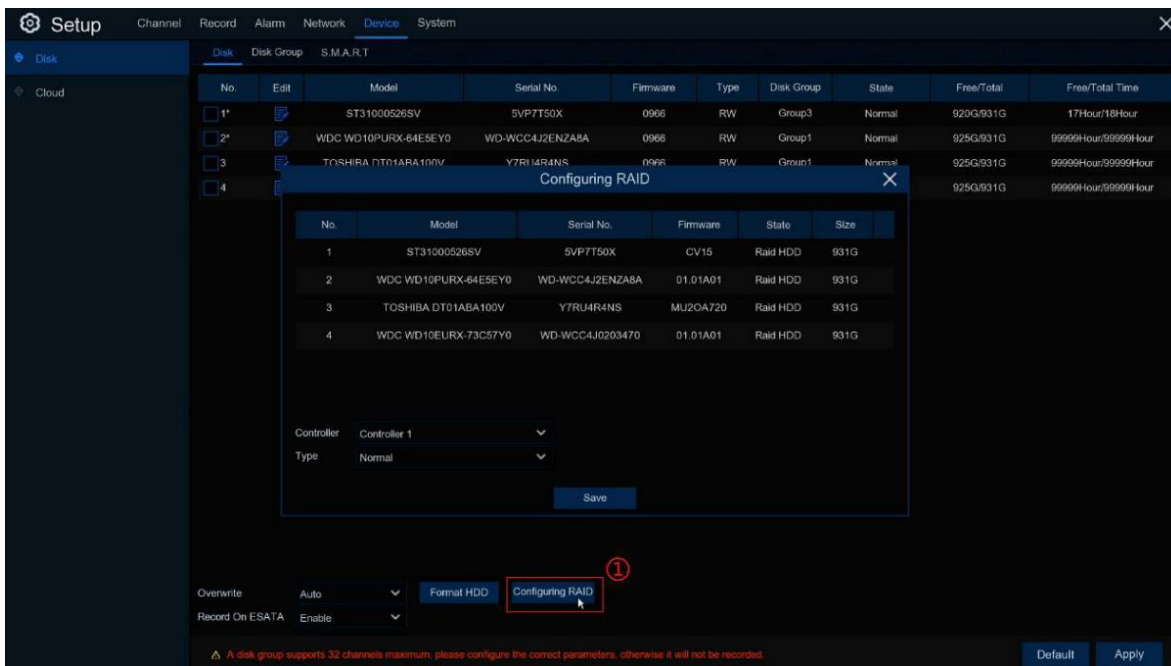 Setup Channel Record Alarm Network Device System
Disk
Cloud
Disk Disk Group S.M.A.R.T
No. Edit Model Serial No. Firmware Type Disk Group State Free/Total Free/Total Time
1* ST31000526SV 5VP7T50X 0966 RW Group3 Normal 920G/931G 17Hour/18Hour
2* WDC WD10PURX-64E5EY0 WD-WCC4J2ENZA8A 0966 RW Group1 Normal 925G/931G 99999Hour/99999Hour
3 TOSHIBA DT01ABA100V Y7RU4R4NS 0966 RW Group1 Normal 925G/931G 99999Hour/99999Hour
4 925G/931G 99999Hour/99999Hour
Configuring RAID
No. Model Serial No. Firmware State Size
1 ST31000526SV 5VP7T50X CV15 Raid HDD 931G
2 WDC WD10PURX-64E5EY0 WD-WCC4J2ENZA8A 01.01A01 Raid HDD 931G
3 TOSHIBA DT01ABA100V Y7RU4R4NS MU2OA720 Raid HDD 931G
4 WDC WD10EURX-73C57Y0 WD-WCC4J0203470 01.01A01 Raid HDD 931G
Controller Controller 1
Type Normal
Save
①
Overwrite Auto Format HDD Configuring RAID
Record On ESATA Enable
A disk group supports 32 channels maximum, please configure the correct parameters, otherwise it will not be recorded.
Default Apply